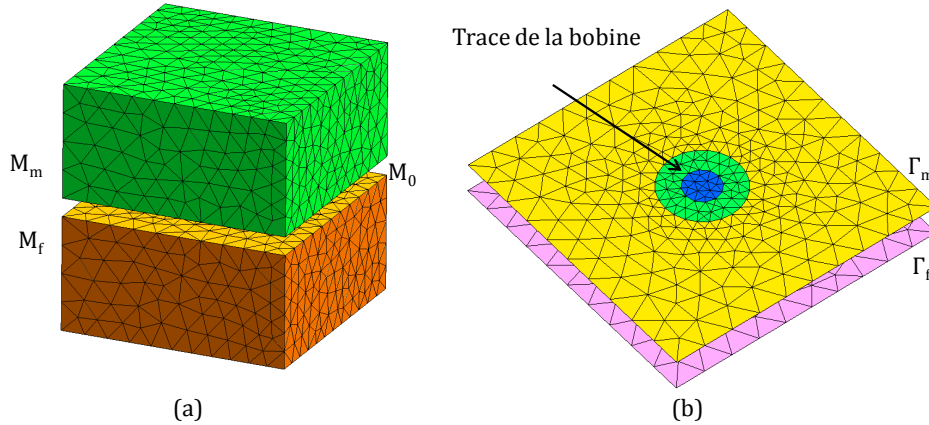 Trace de la bobine
M_m
M_0
M_f
Γ_m
Γ_f
(a)
(b)